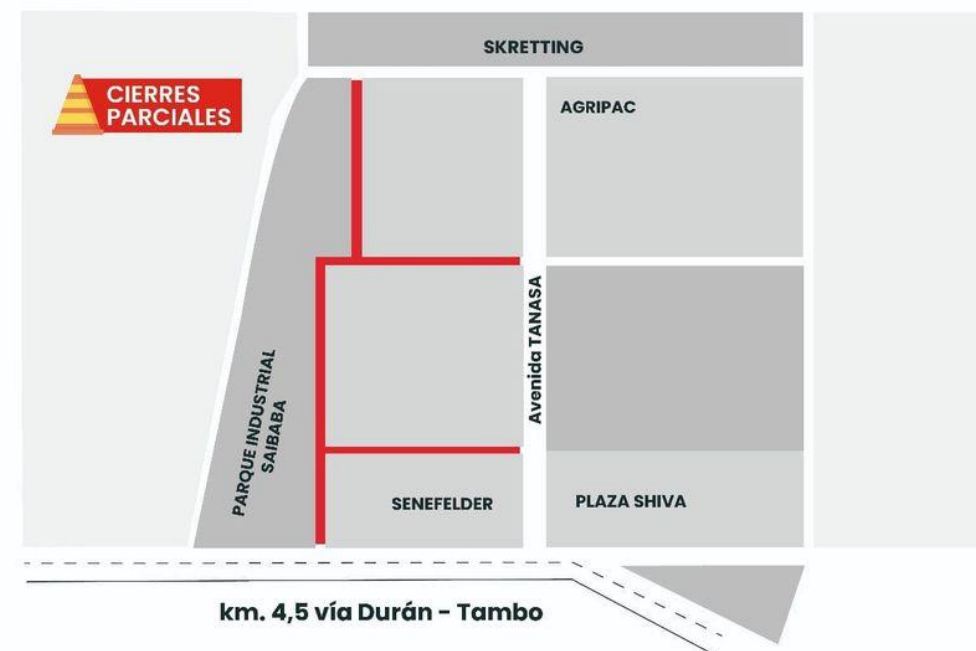 SKRETTING
CIERRES
PARCIALES
AGRIPAC
Avenida TANASA
PARQUE INDUSTRIAL
SAIBABA
SENEFELDER
PLAZA SHIVA
km. 4,5 vía Durán - Tambo